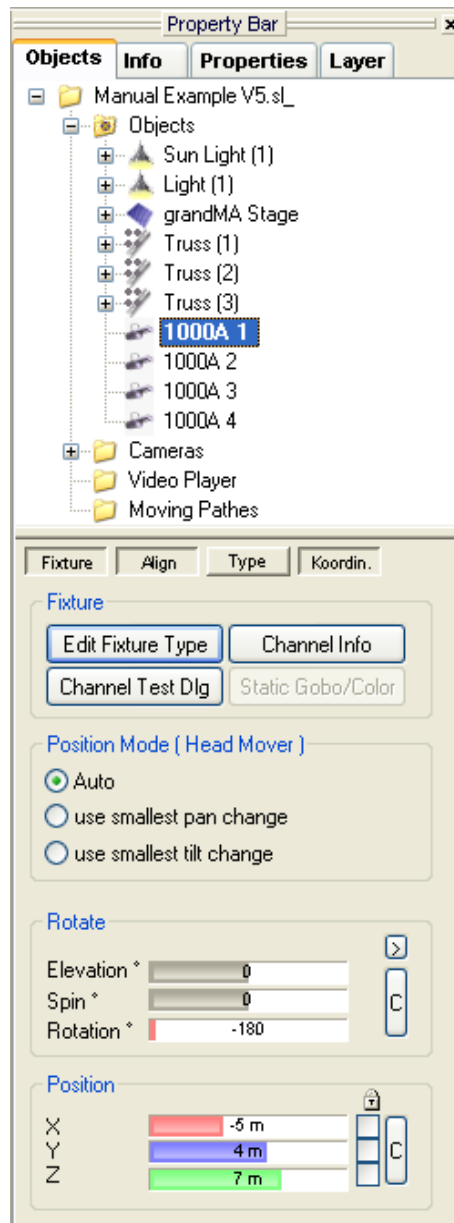 Property Bar
Objects Info Properties Layer
Manual Example V5.sl_
Objects
Sun Light (1)
Light (1)
grandMA Stage
Truss (1)
Truss (2)
Truss (3)
1000A 1
1000A 2
1000A 3
1000A 4
Cameras
Video Player
Moving Pathes
Fixture Align Type Koordin.
Fixture
Edit Fixture Type Channel Info
Channel Test Dlg Static Gobo/Color
Position Mode ( Head Mover )
Auto
use smallest pan change
use smallest tilt change
Rotate
>
Elevation ° 0
Spin ° 0
C
Rotation ° -180
Position
X -5 m
Y 4 m
C
Z 7 m